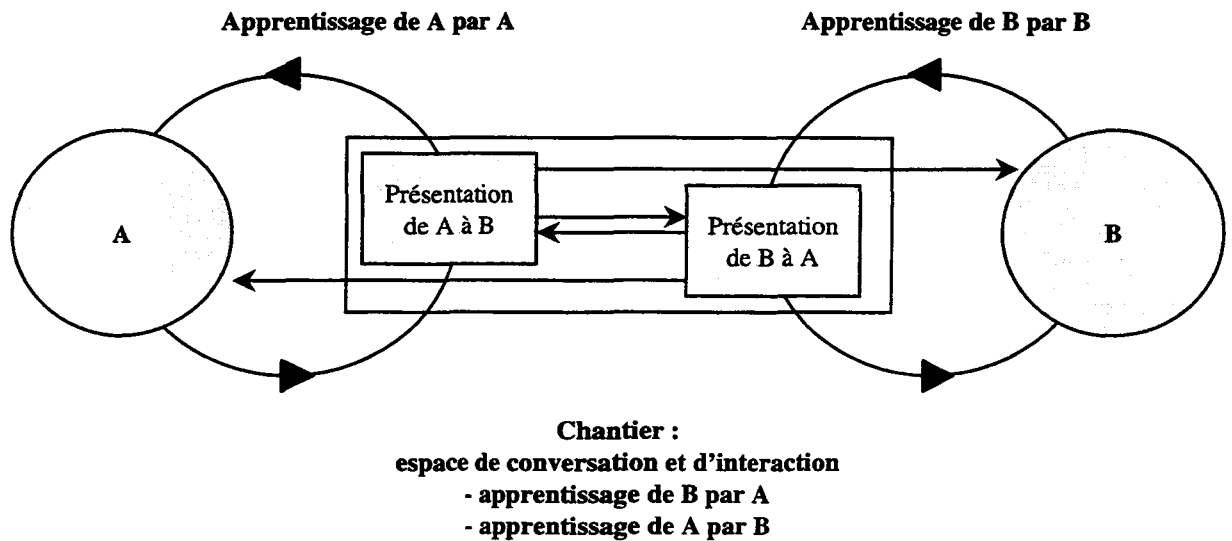 Apprentissage de A par A
Apprentissage de B par B
A
Présentation
de A à B
Présentation
de B à A
B
Chantier :
espace de conversation et d'interaction
- apprentissage de B par A
- apprentissage de A par B